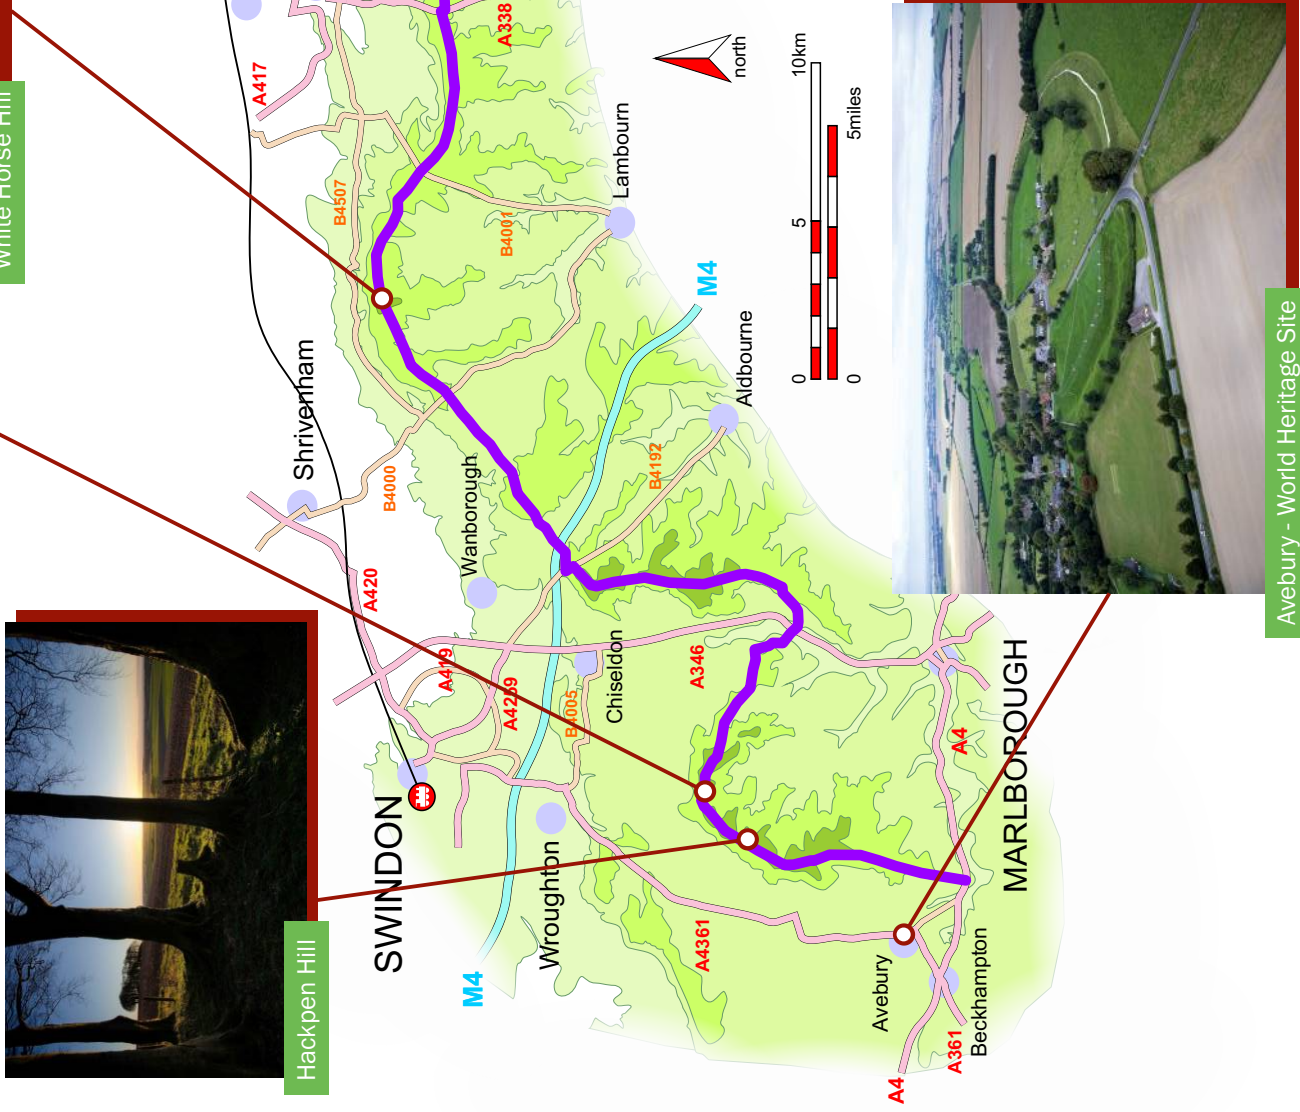 White Horse Hill
A417
A338
north
10km
5
0
5miles
0
B4507
B4001
Lambourn
M4
Shrivenham
Aldbourne
B4000
Wanborough
B4192
A420
A419
A4259
B4005
Chiseldon
A346
SWINDON
Wroughton
M4
A4
MARLBOROUGH
A4361
Avebury
Beckhampton
A361
A4
Hackpen Hill
Avebury - World Heritage Site